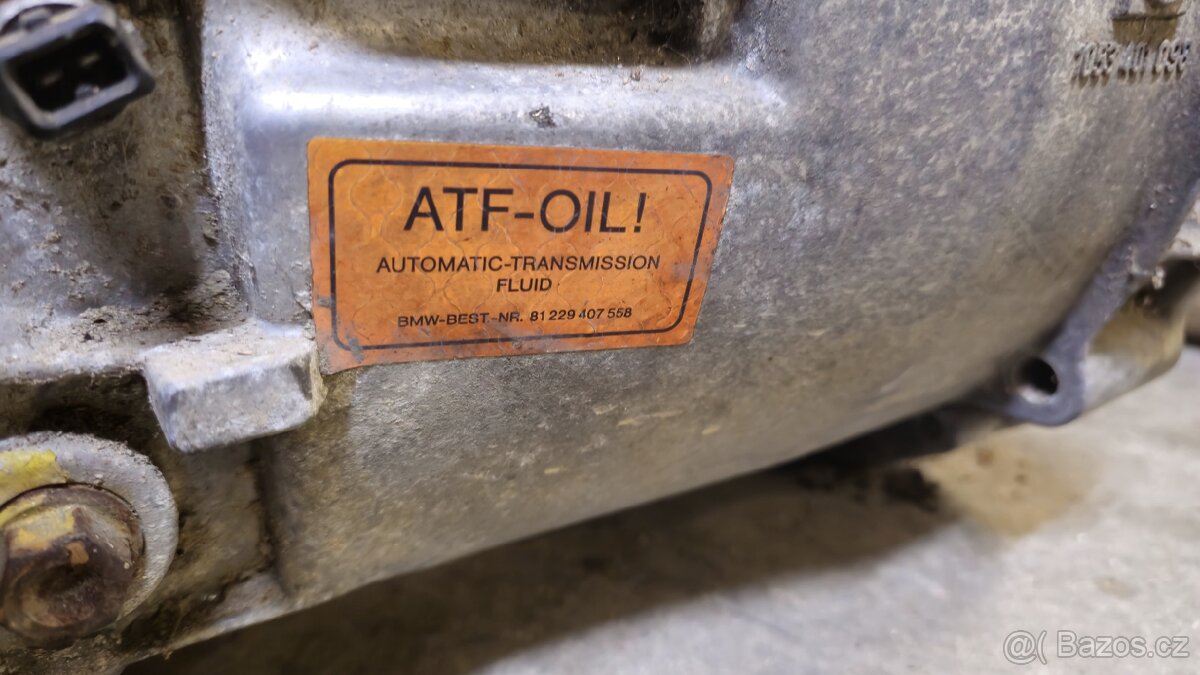 ATF-OIL!
AUTOMATIC-TRANSMISSION
FLUID
BMW-BEST.-NR. 81 229 407 558
@( Bazos.cz